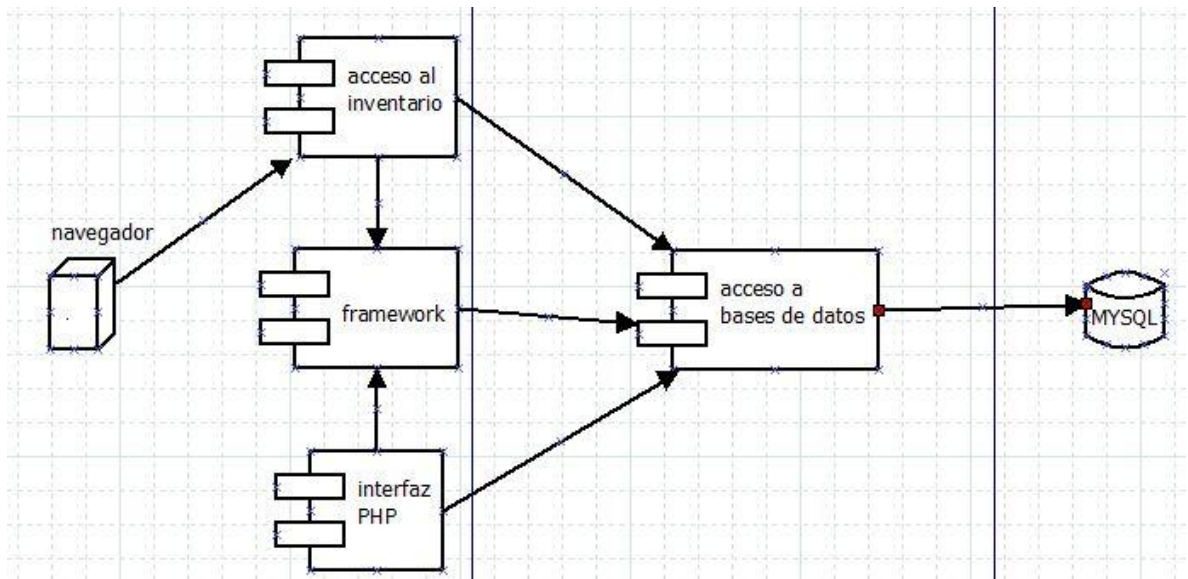 acceso al
inventario
navegador
framework
acceso a
bases de datos
MYSQL
interfaz
PHP